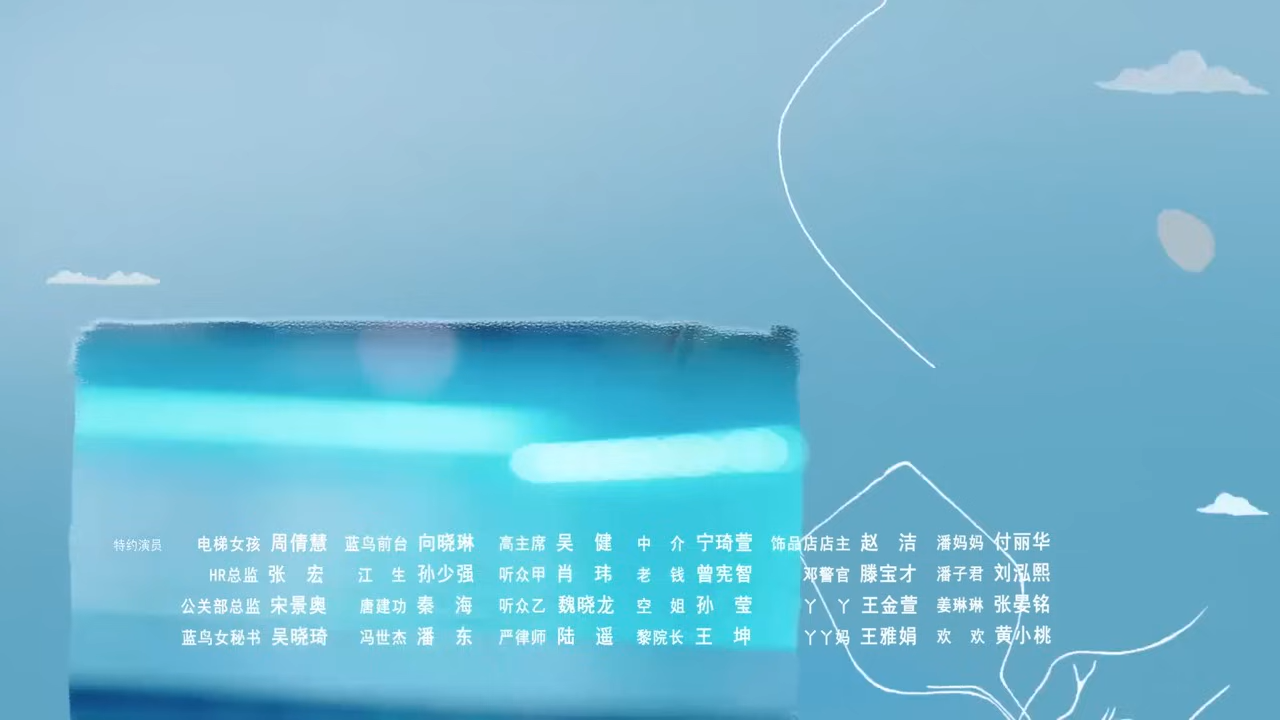 特约演员 电梯女孩 周倩慧 蓝鸟前台 向晓琳 高主席 吴 健 中 介 宁琦萱 饰品店店主 赵 洁 潘妈妈 付丽华
HR总监 张 宏 江 生 孙少强 听众甲 肖 玮 老 钱 曾宪智 邓警官 滕宝才 潘子君 刘泓熙
公关部总监 宋景奥 唐建功 秦 海 听众乙 魏晓龙 空 姐 孙 莹 丫 丫 王金萱 姜琳琳 张姜铭
蓝鸟女秘书 吴晓琦 冯世杰 潘 东 严律师 陆 遥 黎院长 王 坤 丫丫妈 王雅娟 欢 欢 黄小桃